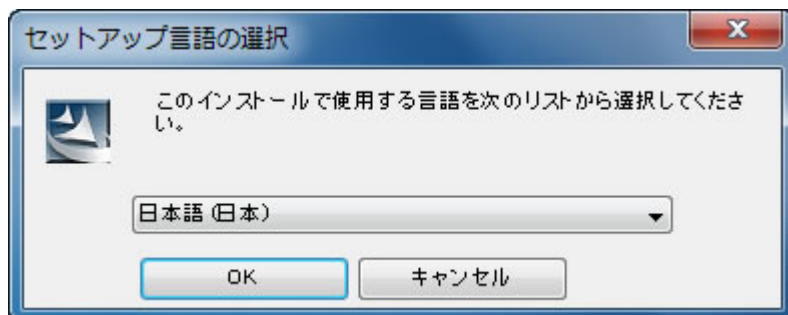 セットアップ言語の選択
このインストールで使用する言語を次のリストから選択してくださ
い。
日本語 (日本)
OK
キャンセル